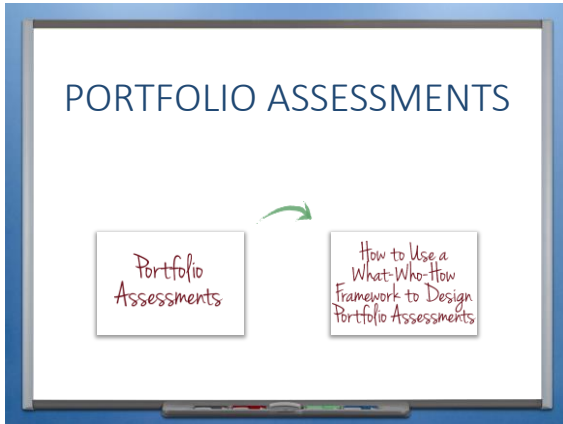 PORTFOLIO ASSESSMENTS
Portfolio
Assessments
How to Use a
What-Who-How
Framework to Design
Portfolio Assessments